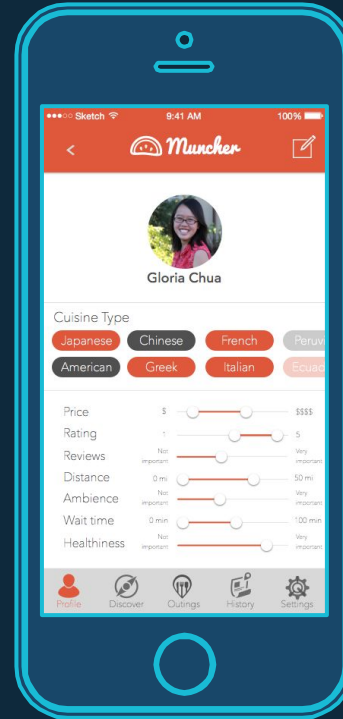 Sketch 9:41 AM 100%
< Muncher
Gloria Chua
Cuisine Type
Japanese Chinese French Peruv
American Greek Italian Ecuad
Price $ $$$$
Rating 1 5
Reviews Not important Very important
Distance 0 mi 50 mi
Ambience Not important Very important
Wait time 0 min 100 min
Healthiness Not important Very important
Profile Discover Outings History Settings